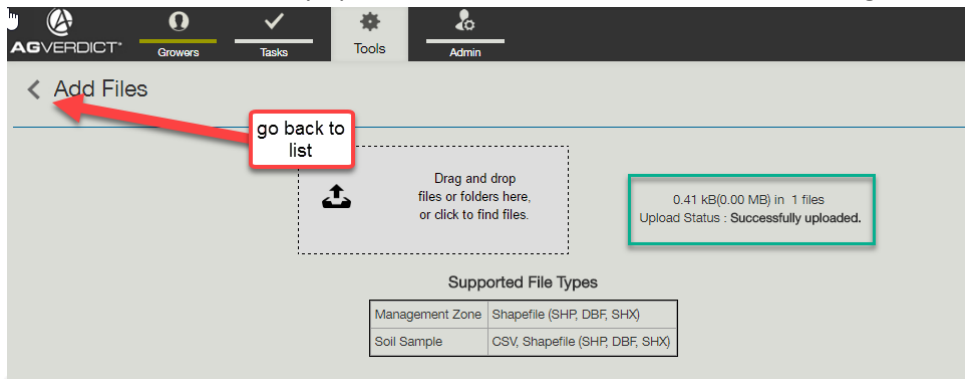 AGVERDICT
Growers
Tasks
Tools
Admin
Add Files
go back to
list
Drag and drop
files or folders here,
or click to find files.
0.41 kB(0.00 MB) in 1 files
Upload Status : Successfully uploaded.
Supported File Types
Management Zone Shapefile (SHP, DBF, SHX)
Soil Sample CSV, Shapefile (SHP, DBF, SHX)